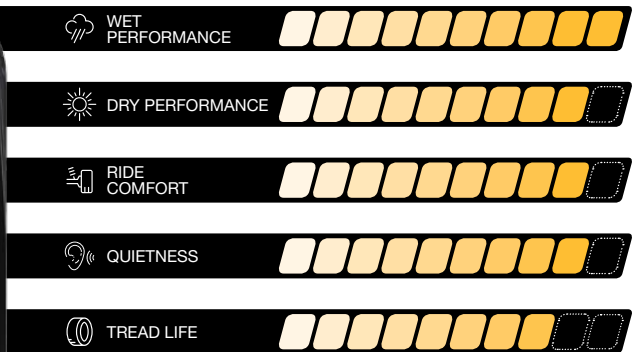 WET
PERFORMANCE
DRY PERFORMANCE
RIDE
COMFORT
QUIETNESS
TREAD LIFE